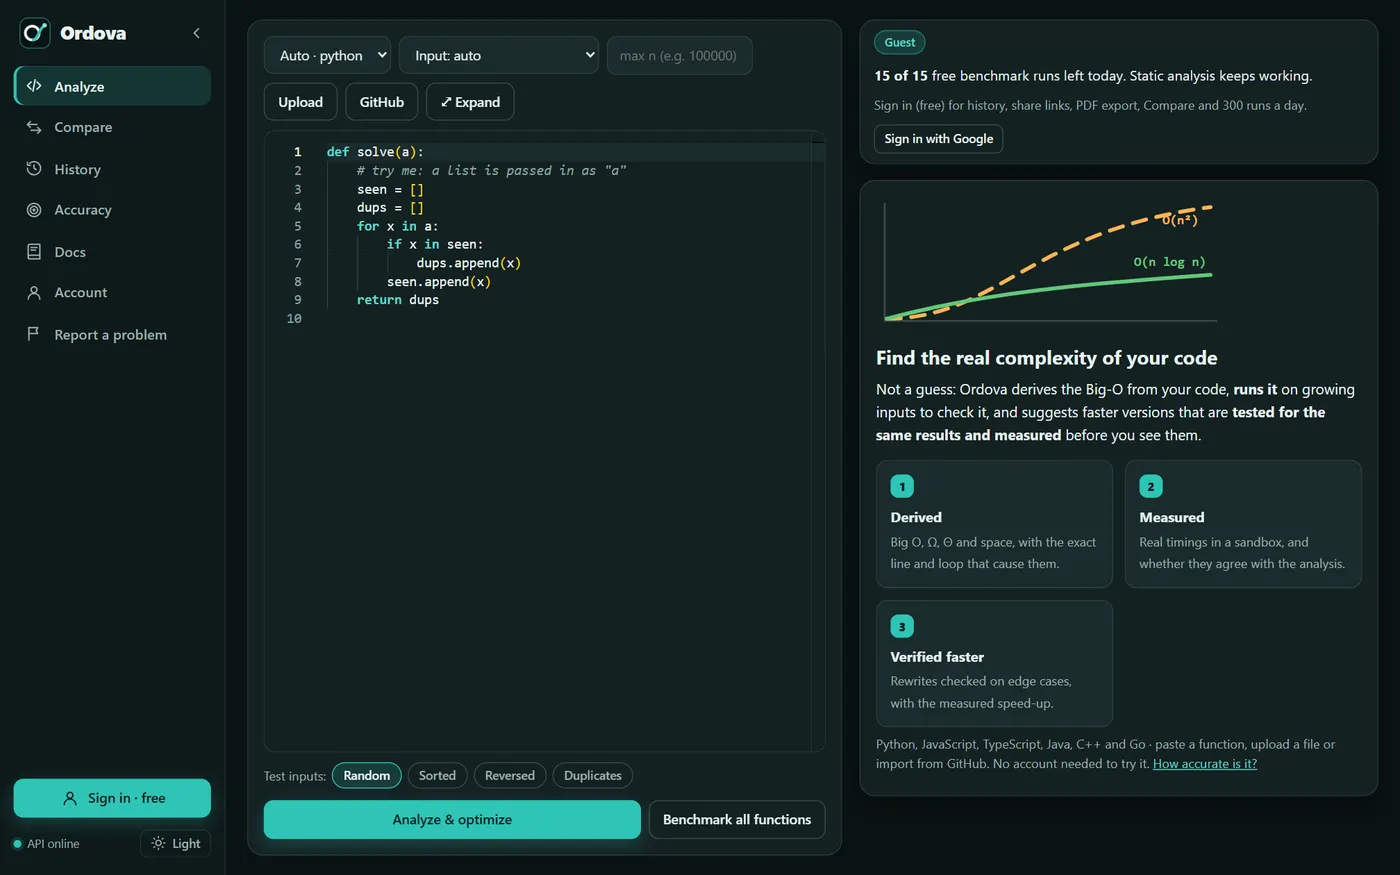 Ordova
Analyze
Compare
History
Accuracy
Docs
Account
Report a problem
Sign in · free
API online
Light
Auto · python
Input: auto
max n (e.g. 100000)
Upload
GitHub
Expand
1 def solve(a):
2 # try me: a list is passed in as "a"
3 seen = []
4 dups = []
5 for x in a:
6 if x in seen:
7 dups.append(x)
8 seen.append(x)
9 return dups
10
Test inputs:
Random
Sorted
Reversed
Duplicates
Analyze & optimize
Benchmark all functions
Guest
15 of 15 free benchmark runs left today. Static analysis keeps working.
Sign in (free) for history, share links, PDF export, Compare and 300 runs a day.
Sign in with Google
O(n²)
O(n log n)
Find the real complexity of your code
Not a guess: Ordova derives the Big-O from your code, runs it on growing
inputs to check it, and suggests faster versions that are tested for the
same results and measured before you see them.
1
Derived
Big O, Ω, Θ and space, with the exact
line and loop that cause them.
2
Measured
Real timings in a sandbox, and
whether they agree with the analysis.
3
Verified faster
Rewrites checked on edge cases,
with the measured speed-up.
Python, JavaScript, TypeScript, Java, C++ and Go · paste a function, upload a file or
import from GitHub. No account needed to try it. How accurate is it?